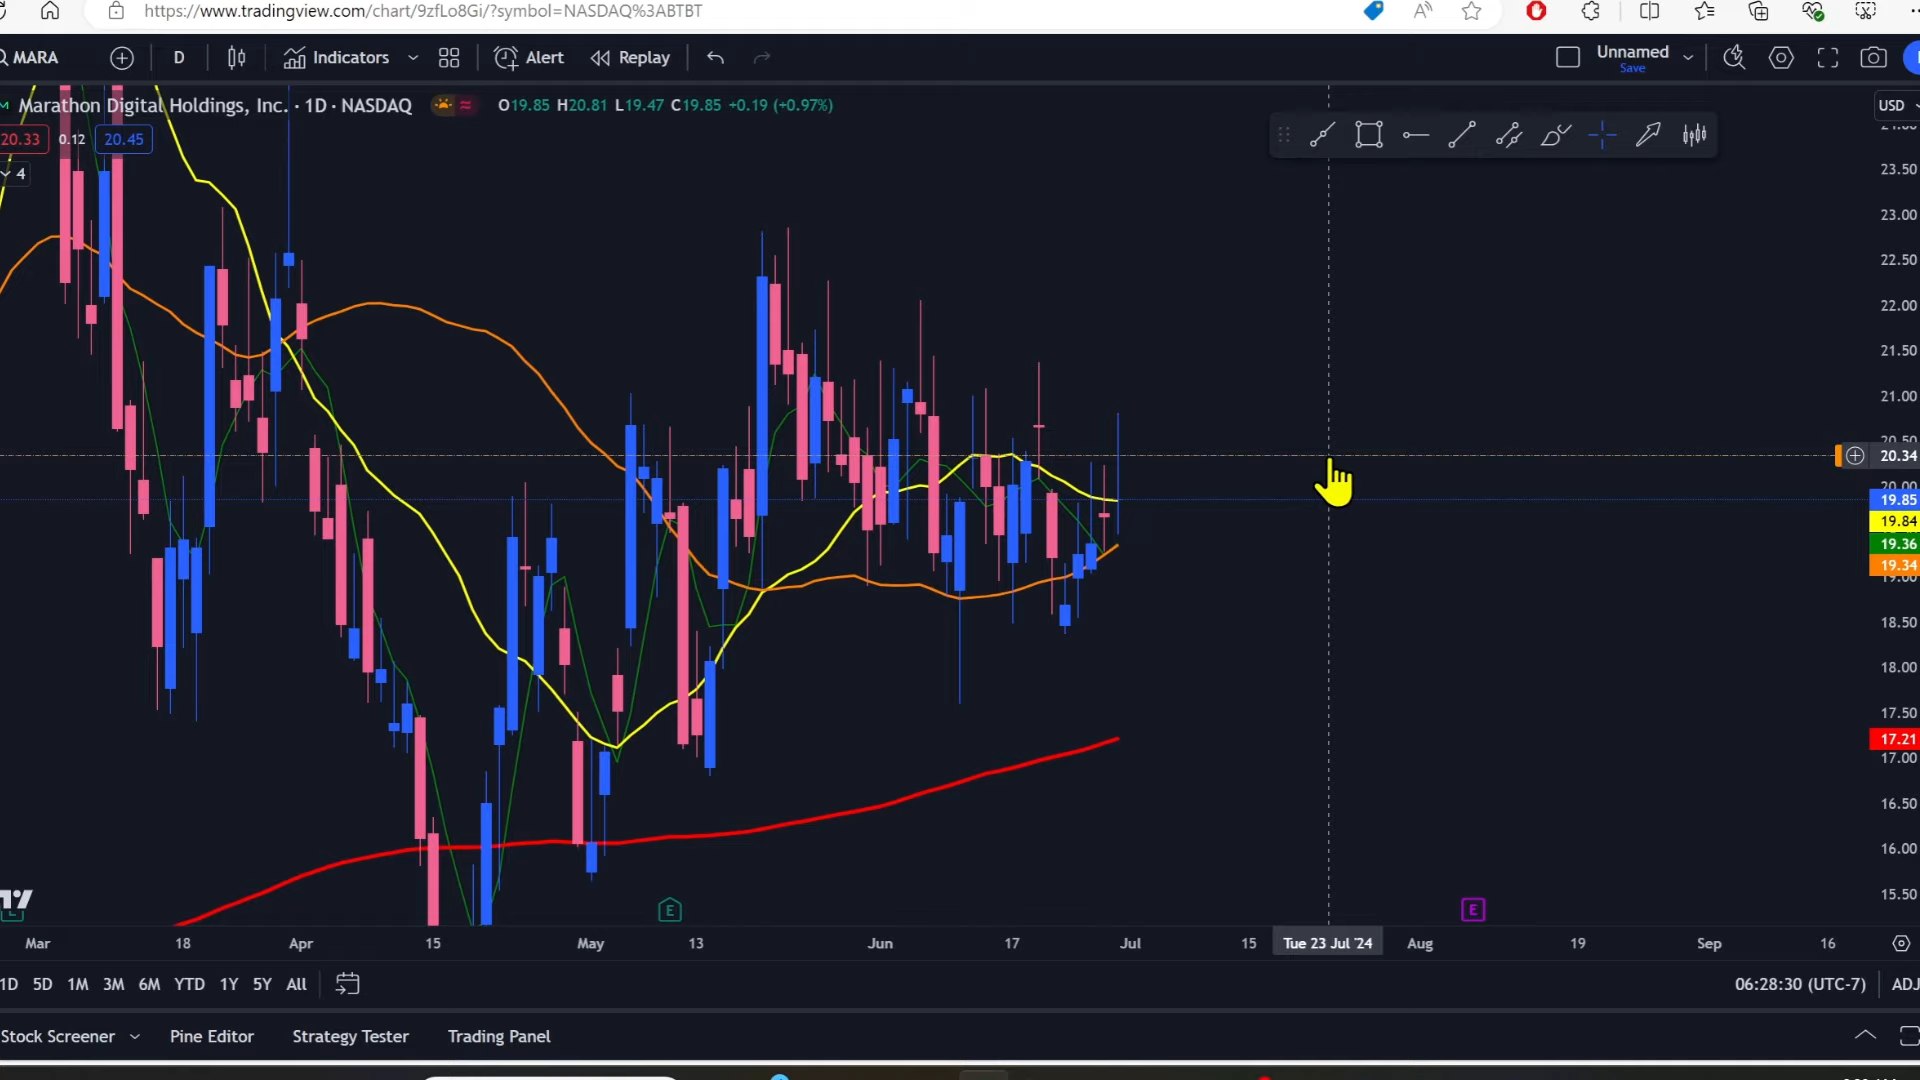 https://www.tradingview.com/chart/9zfLo8Gi/?symbol=NASDAQ%3ABTBT
MARA D Indicators Alert Replay Unnamed
Save
Marathon Digital Holdings, Inc. · 1D · NASDAQ O19.85 H20.81 L19.47 C19.85 +0.19 (+0.97%) USD
20.33 0.12 20.45
4
23.50
23.00
22.50
22.00
21.50
21.00
20.50
20.34
20.00
19.85
19.84
19.36
19.34
19.00
18.50
18.00
17.50
17.21
17.00
16.50
16.00
15.50
E E
Mar 18 Apr 15 May 13 Jun 17 Jul 15 Tue 23 Jul '24 Aug 19 Sep 16
1D 5D 1M 3M 6M YTD 1Y 5Y All 06:28:30 (UTC-7) ADJ
Stock Screener Pine Editor Strategy Tester Trading Panel